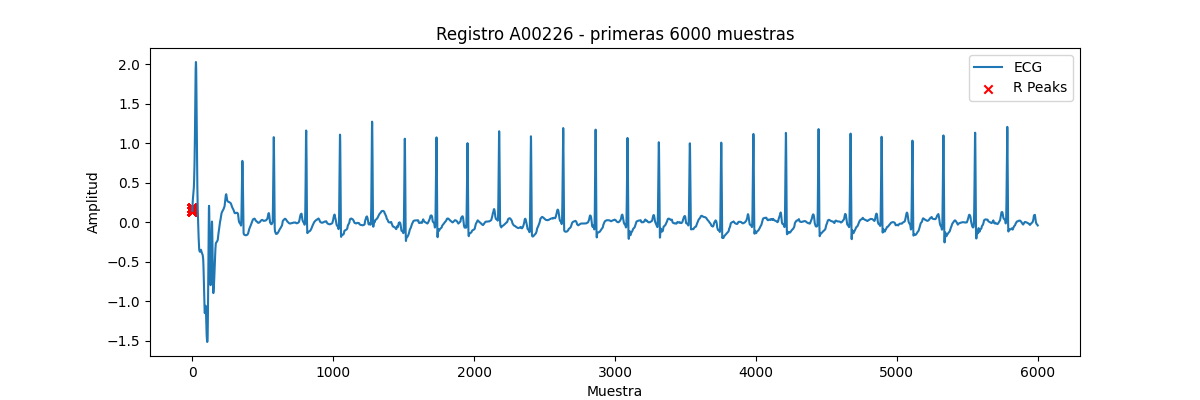 Registro A00226 - primeras 6000 muestras
ECG
R Peaks
Amplitud
2.0
1.5
1.0
0.5
0.0
−0.5
−1.0
−1.5
0 1000 2000 3000 4000 5000 6000
Muestra